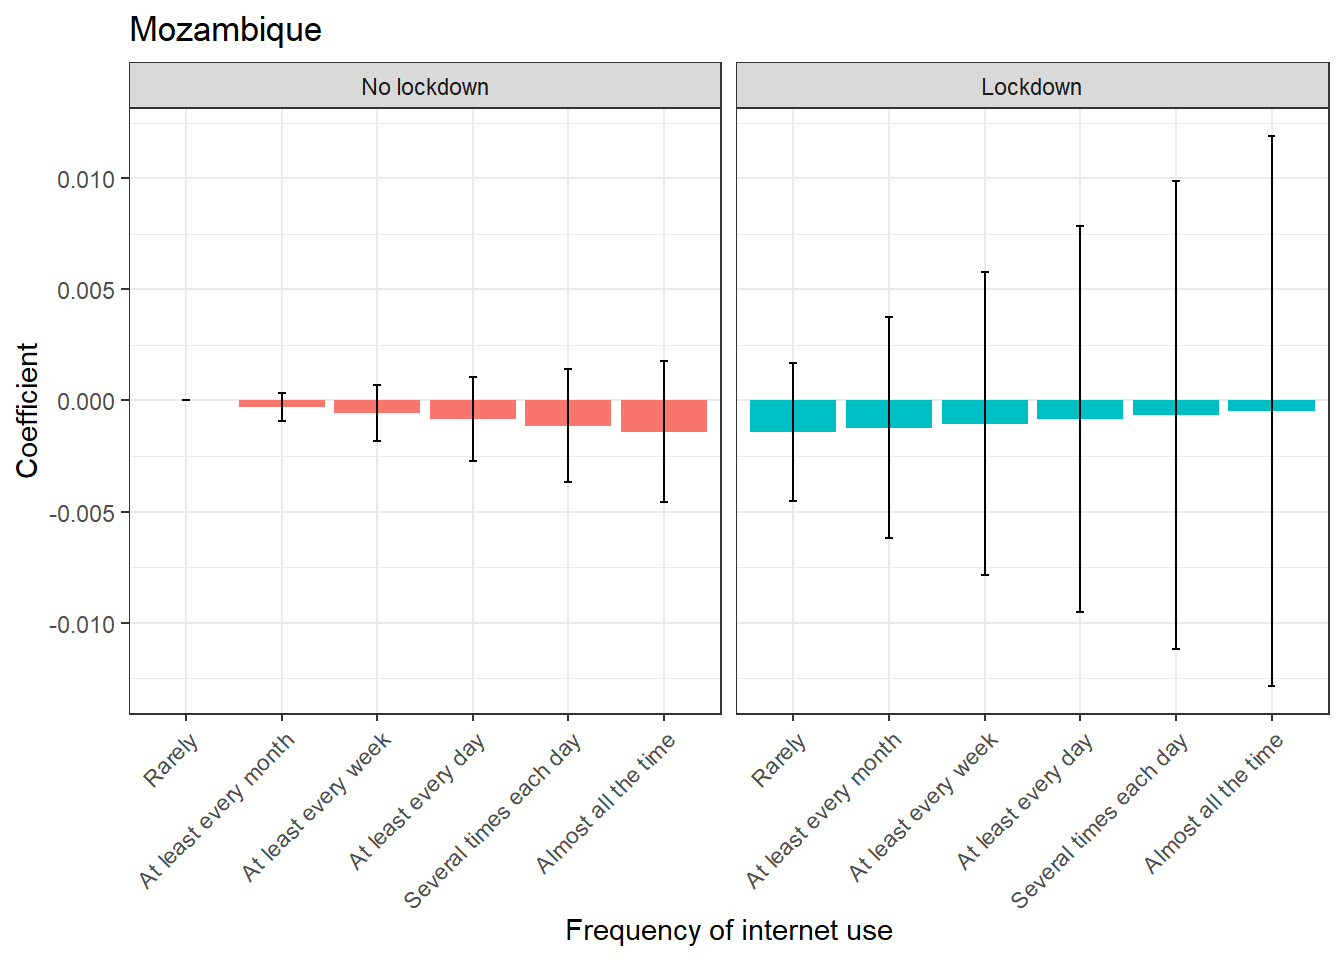 Mozambique
No lockdown
Lockdown
Coefficient
0.010
0.005
0.000
-0.005
-0.010
Rarely
At least every month
At least every week
At least every day
Several times each day
Almost all the time
Rarely
At least every month
At least every week
At least every day
Several times each day
Almost all the time
Frequency of internet use